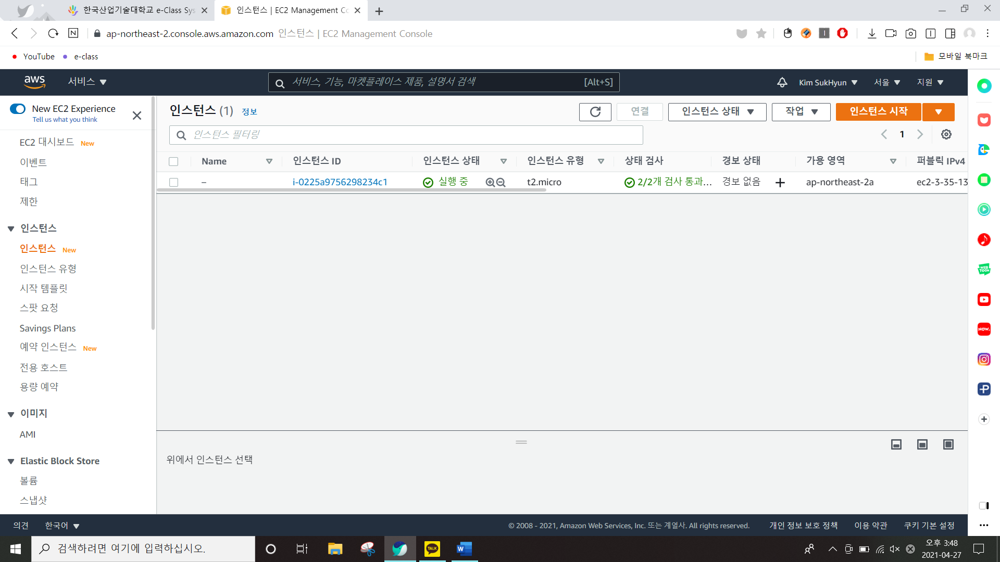 한국산업기술대학교 e-Class Sys
인스턴스 | EC2 Management Co
N
ap-northeast-2.console.aws.amazon.com 인스턴스 | EC2 Management Console
YouTube
e-class
모바일 북마크
aws
서비스
서비스, 기능, 마켓플레이스 제품, 설명서 검색
[Alt+S]
Kim SukHyun
서울
지원
New EC2 Experience
Tell us what you think
EC2 대시보드 New
이벤트
태그
제한
인스턴스
인스턴스 New
인스턴스 유형
시작 템플릿
스팟 요청
Savings Plans
예약 인스턴스 New
전용 호스트
용량 예약
이미지
AMI
Elastic Block Store
볼륨
스냅샷
인스턴스 (1) 정보
연결
인스턴스 상태
작업
인스턴스 시작
인스턴스 필터링
1
Name 인스턴스 ID 인스턴스 상태 인스턴스 유형 상태 검사 경보 상태 가용 영역 퍼블릭 IPv4
– i-0225a9756298234c1 실행 중 t2.micro 2/2개 검사 통과... 경보 없음 + ap-northeast-2a ec2-3-35-13
위에서 인스턴스 선택
WEB
TOON
NOW.
의견
한국어
© 2008 - 2021, Amazon Web Services, Inc. 또는 계열사. All rights reserved.
개인 정보 보호 정책
이용 약관
쿠키 기본 설정
검색하려면 여기에 입력하십시오.
TALK
W
오후 3:48
2021-04-27